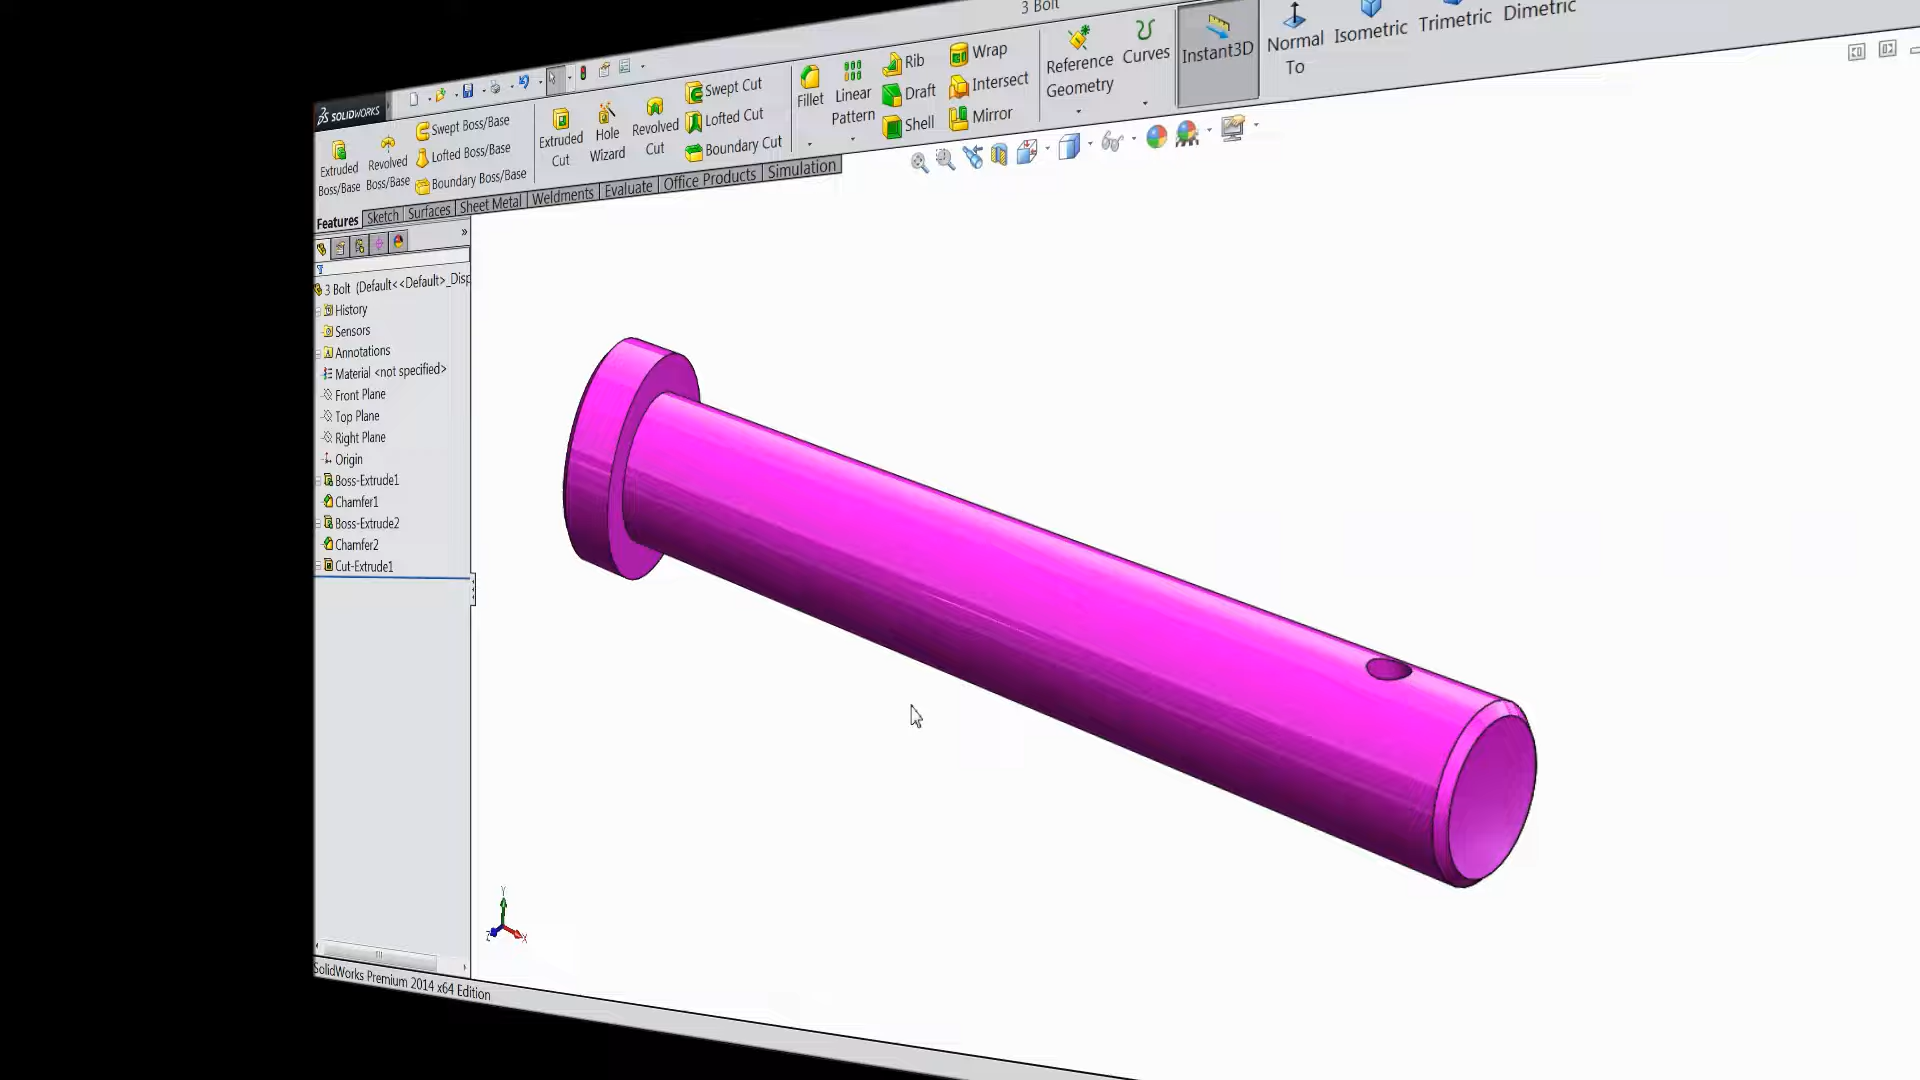 3 Bolt
SOLIDWORKS
Extruded
Boss/Base
Revolved
Boss/Base
Swept Boss/Base
Lofted Boss/Base
Boundary Boss/Base
Extruded
Cut
Hole
Wizard
Revolved
Cut
Swept Cut
Lofted Cut
Boundary Cut
Fillet
Linear
Pattern
Rib
Draft
Shell
Wrap
Intersect
Mirror
Reference
Geometry
Curves
Instant3D
Normal
To
Isometric
Trimetric
Dimetric
Features
Sketch
Surfaces
Sheet Metal
Weldments
Evaluate
Office Products
Simulation
3 Bolt (Default<<Default>_Disp
History
Sensors
Annotations
Material <not specified>
Front Plane
Top Plane
Right Plane
Origin
Boss-Extrude1
Chamfer1
Boss-Extrude2
Chamfer2
Cut-Extrude1
Y
Z
X
SolidWorks Premium 2014 x64 Edition